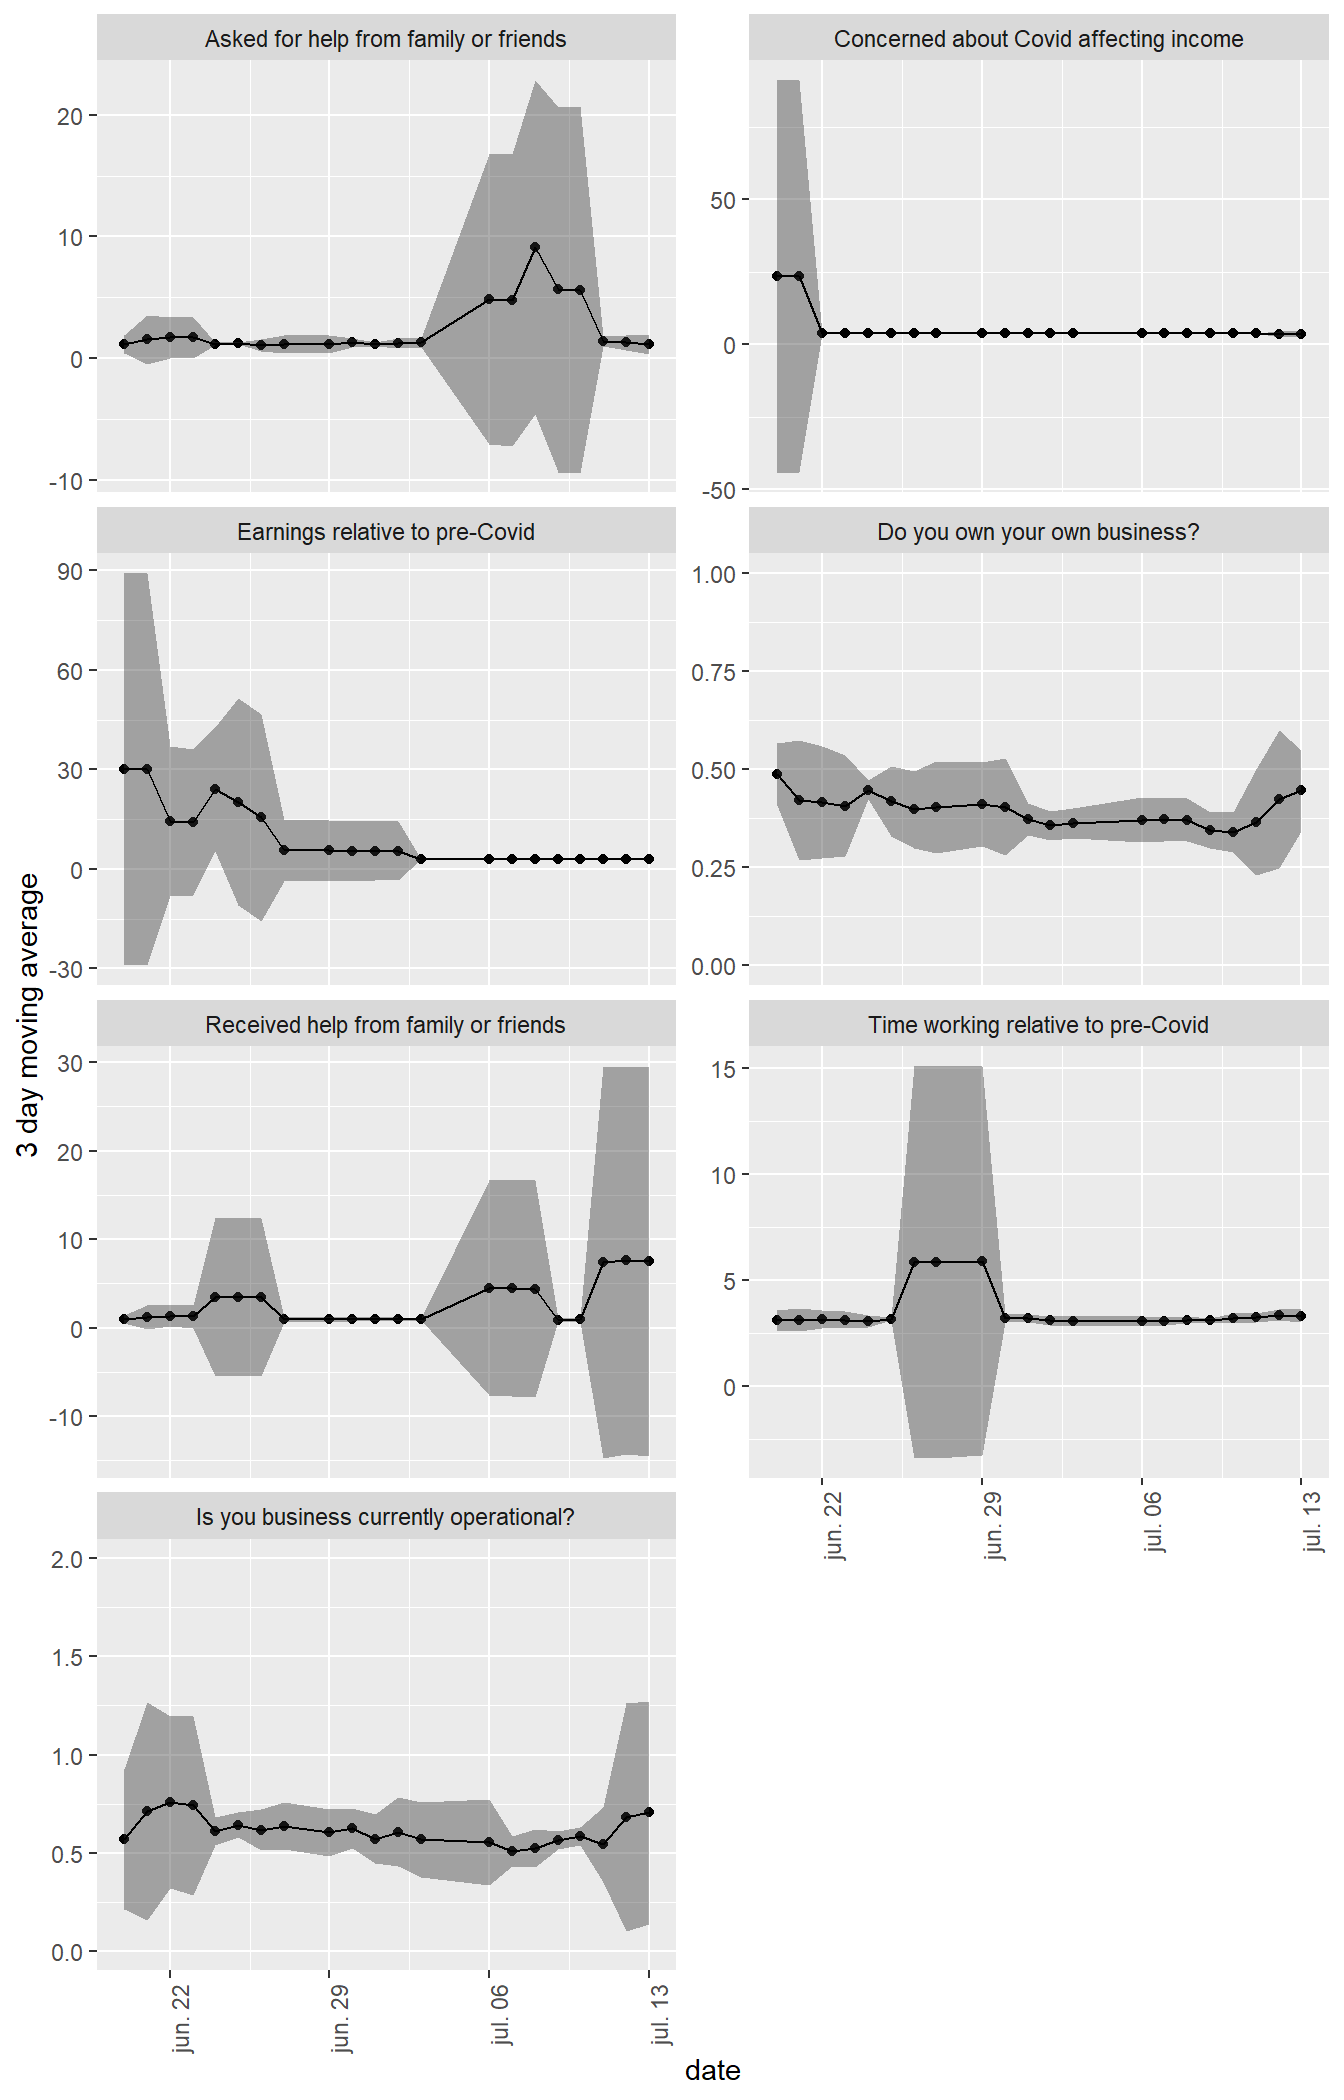 Asked for help from family or friends
Concerned about Covid affecting income
20
10
0
-10
50
0
-50
Earnings relative to pre-Covid
Do you own your own business?
90
60
30
0
-30
1.00
0.75
0.50
0.25
0.00
3 day moving average
Received help from family or friends
Time working relative to pre-Covid
30
20
10
0
-10
15
10
5
0
jun. 22
jun. 29
jul. 06
jul. 13
Is you business currently operational?
2.0
1.5
1.0
0.5
0.0
jun. 22
jun. 29
jul. 06
jul. 13
date